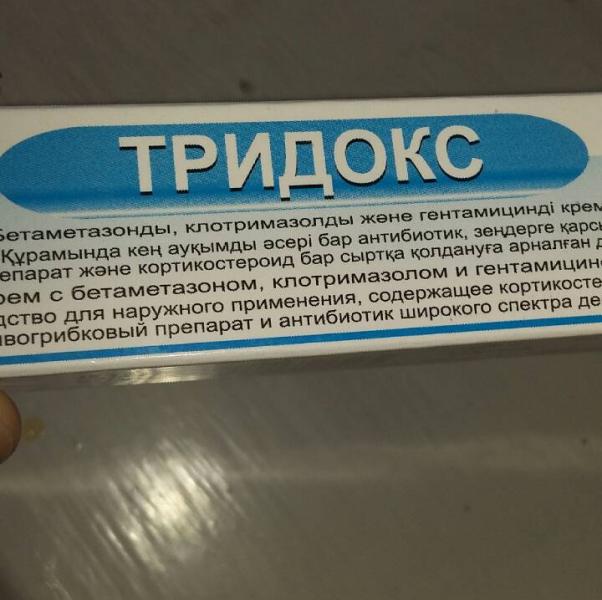 ТРИДОКС
Бетаметазонды, клотримазолды және гентамицинді крем
Құрамында кең ауқымды әсері бар антибиотик, зеңдерге қарсы
епарат және кортикостероид бар сыртқа қолдануға арналған д
рем с бетаметазоном, клотримазолом и гентамицино
дство для наружного применения, содержащее кортикосте
ивогрибковый препарат и антибиотик широкого спектра де